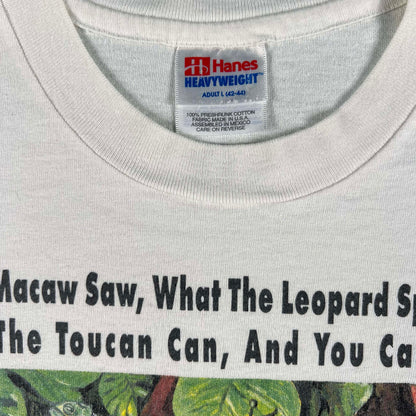 Hanes
HEAVYWEIGHT™
ADULT L (42-44)
100% PRESHRUNK COTTON
FABRIC MADE IN U.S.A.
ASSEMBLED IN MEXICO
CARE ON REVERSE
Macaw Saw, What The Leopard Sp
The Toucan Can, And You Ca